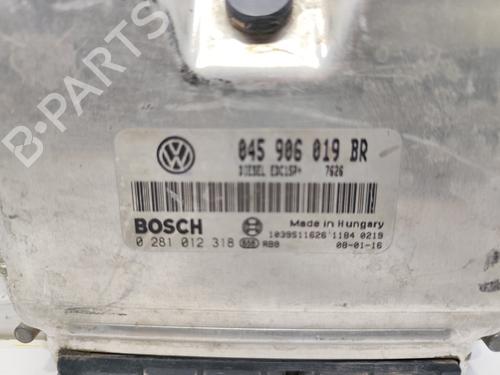 045 906 019 BR
DIESEL EDC15P+ 7626
BOSCH
Made in Hungary
1039S11626 1184 0219
0 281 012 318 ABB
08-01-16
B-PARTS